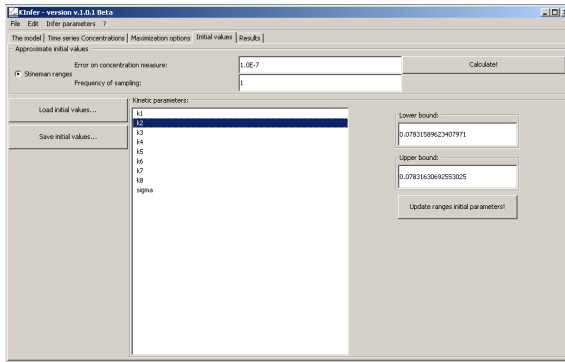 KInfer - version v.1.0.1 Beta
File Edit Infer parameters ?
The model Time series Concentrations Maximization options Initial values Results
Approximate initial values
Error on concentration measure: 1.0E-7 Calculate!
Stineman ranges
Frequency of sampling: 1
Load initial values...
Save initial values...
Kinetic parameters:
k1
k2
k3
k4
k5
k6
k7
k8
sigma
Lower bound:
0.07831589623407971
Upper bound:
0.07831630692553025
Update ranges initial parameters!